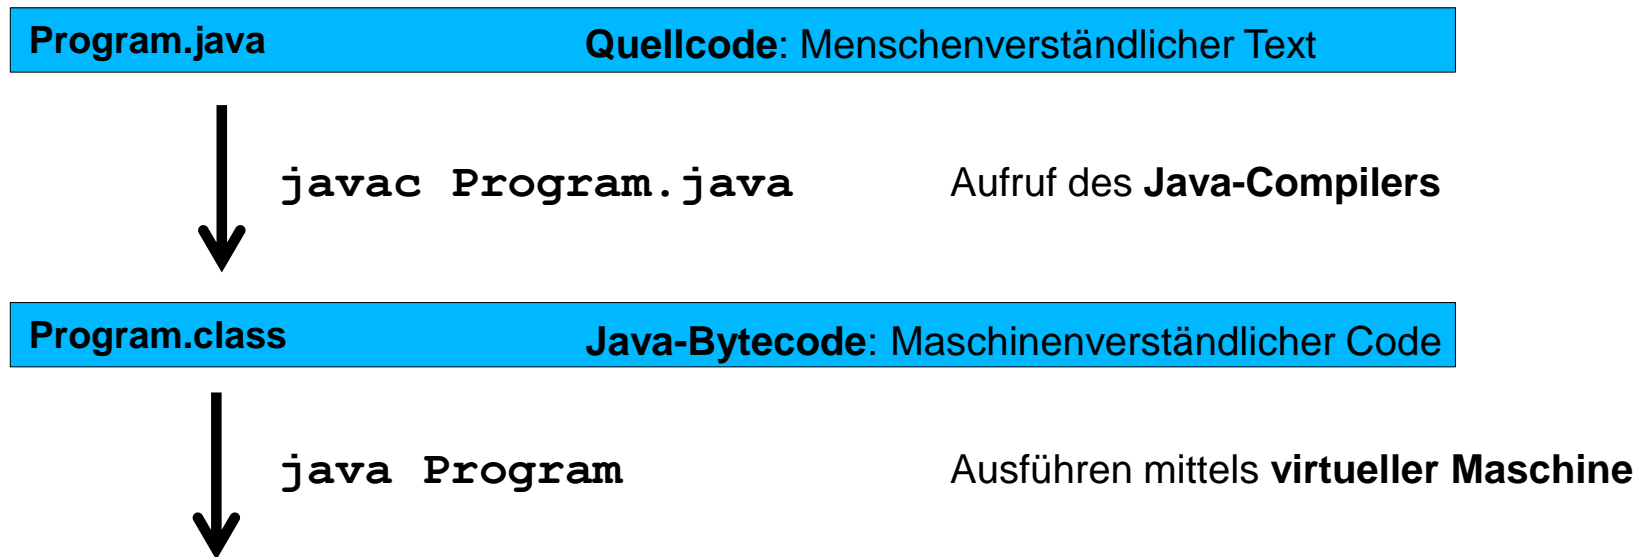 Program.java Quellcode: Menschenverständlicher Text
javac Program.java Aufruf des Java-Compilers
Program.class Java-Bytecode: Maschinenverständlicher Code
java Program Ausführen mittels virtueller Maschine